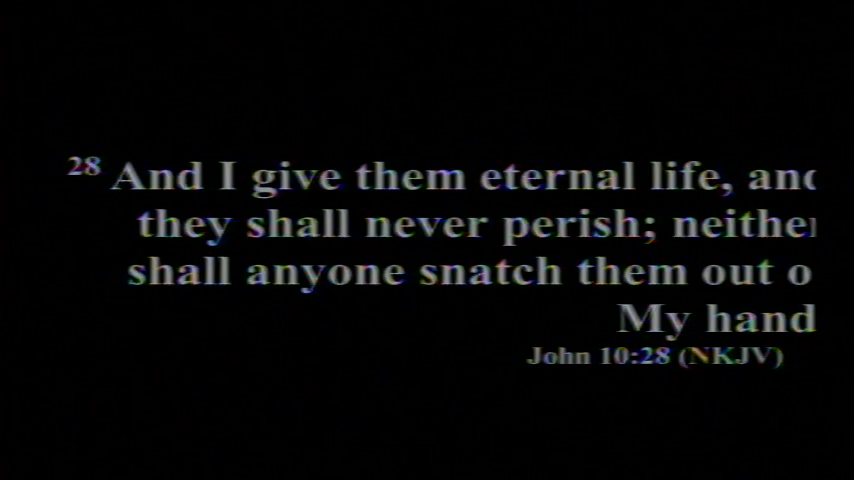 28 And I give them eternal life, and
they shall never perish; neither
shall anyone snatch them out o
My hand
John 10:28 (NKJV)